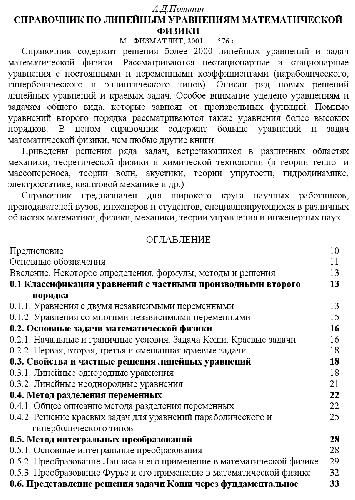 А.Д.Полянин
СПРАВОЧНИК ПО ЛИНЕЙНЫМ УРАВНЕНИЯМ МАТЕМАТИЧЕСКОЙ
ФИЗИКИ
М.: ФИЗМАТЛИТ, 2001. – 576 с.
Справочник содержит решения более 2000 линейных уравнений и задач
математической физики. Рассматриваются нестационарные и стационарные
уравнения с постоянными и переменными коэффициентами (параболического,
гиперболического и эллиптического типов). Описан ряд новых решений
линейных уравнений и краевых задач. Особое внимание уделено уравнениям и
задачам общего вида, которые зависят от произвольных функций. Помимо
уравнений второго порядка рассматриваются также уравнения более высоких
порядков. В целом справочник содержит больше уравнений и задач
математической физики, чем любые другие книги.
Приведены решения ряда задач, встречающихся в различных областях
механики, теоретической физики и химической технологии (в теории тепло- и
массопереноса, теории волн, акустики, теории упругости, гидродинамике,
электростатике, квантовой механике и др.)
Справочник предназначен для широкого круга научных работников,
преподавателей вузов, инженеров и студентов, специализирующихся в различных
областях математики, физики, механики, теории управления и инженерных наук.
ОГЛАВЛЕНИЕ
Предисловие 10
Основные обозначения 11
Введение. Некоторые определения, формулы, методы и решения 13
0.1 Классификация уравнений с частными производными второго 13
порядка
0.1.1. Уравнения с двумя независимыми переменными 13
0.1.2. Уравнения со многими независимыми переменными 15
0.2. Основные задачи математической физики 16
0.2.1. Начальные и граничные условия. Задача Коши. Краевые задачи 16
0.2.2. Первая, вторая, третья и смешанная краевые задачи 18
0.3. Свойства и частные решения линейных уравнений 18
0.3.1. Линейные однородные уравнения 18
0.3.2. Линейные неоднородные уравнения 21
0.4. Метод разделения переменных 22
0.4.1. Общее описание метода разделения переменных 22
0.4.2. Решение краевых задач для уравнений параболического и 25
гиперболического типов
0.5. Метод интегральных преобразований 28
0.5.1. Основные интегральные преобразования 28
0.5.2. Преобразование Лапласа и его применение в математической физике 29
0.5.3. Преобразование Фурье и его применение в математической физике 32
0.6. Представление решения задачи Коши через фундаментальное 33